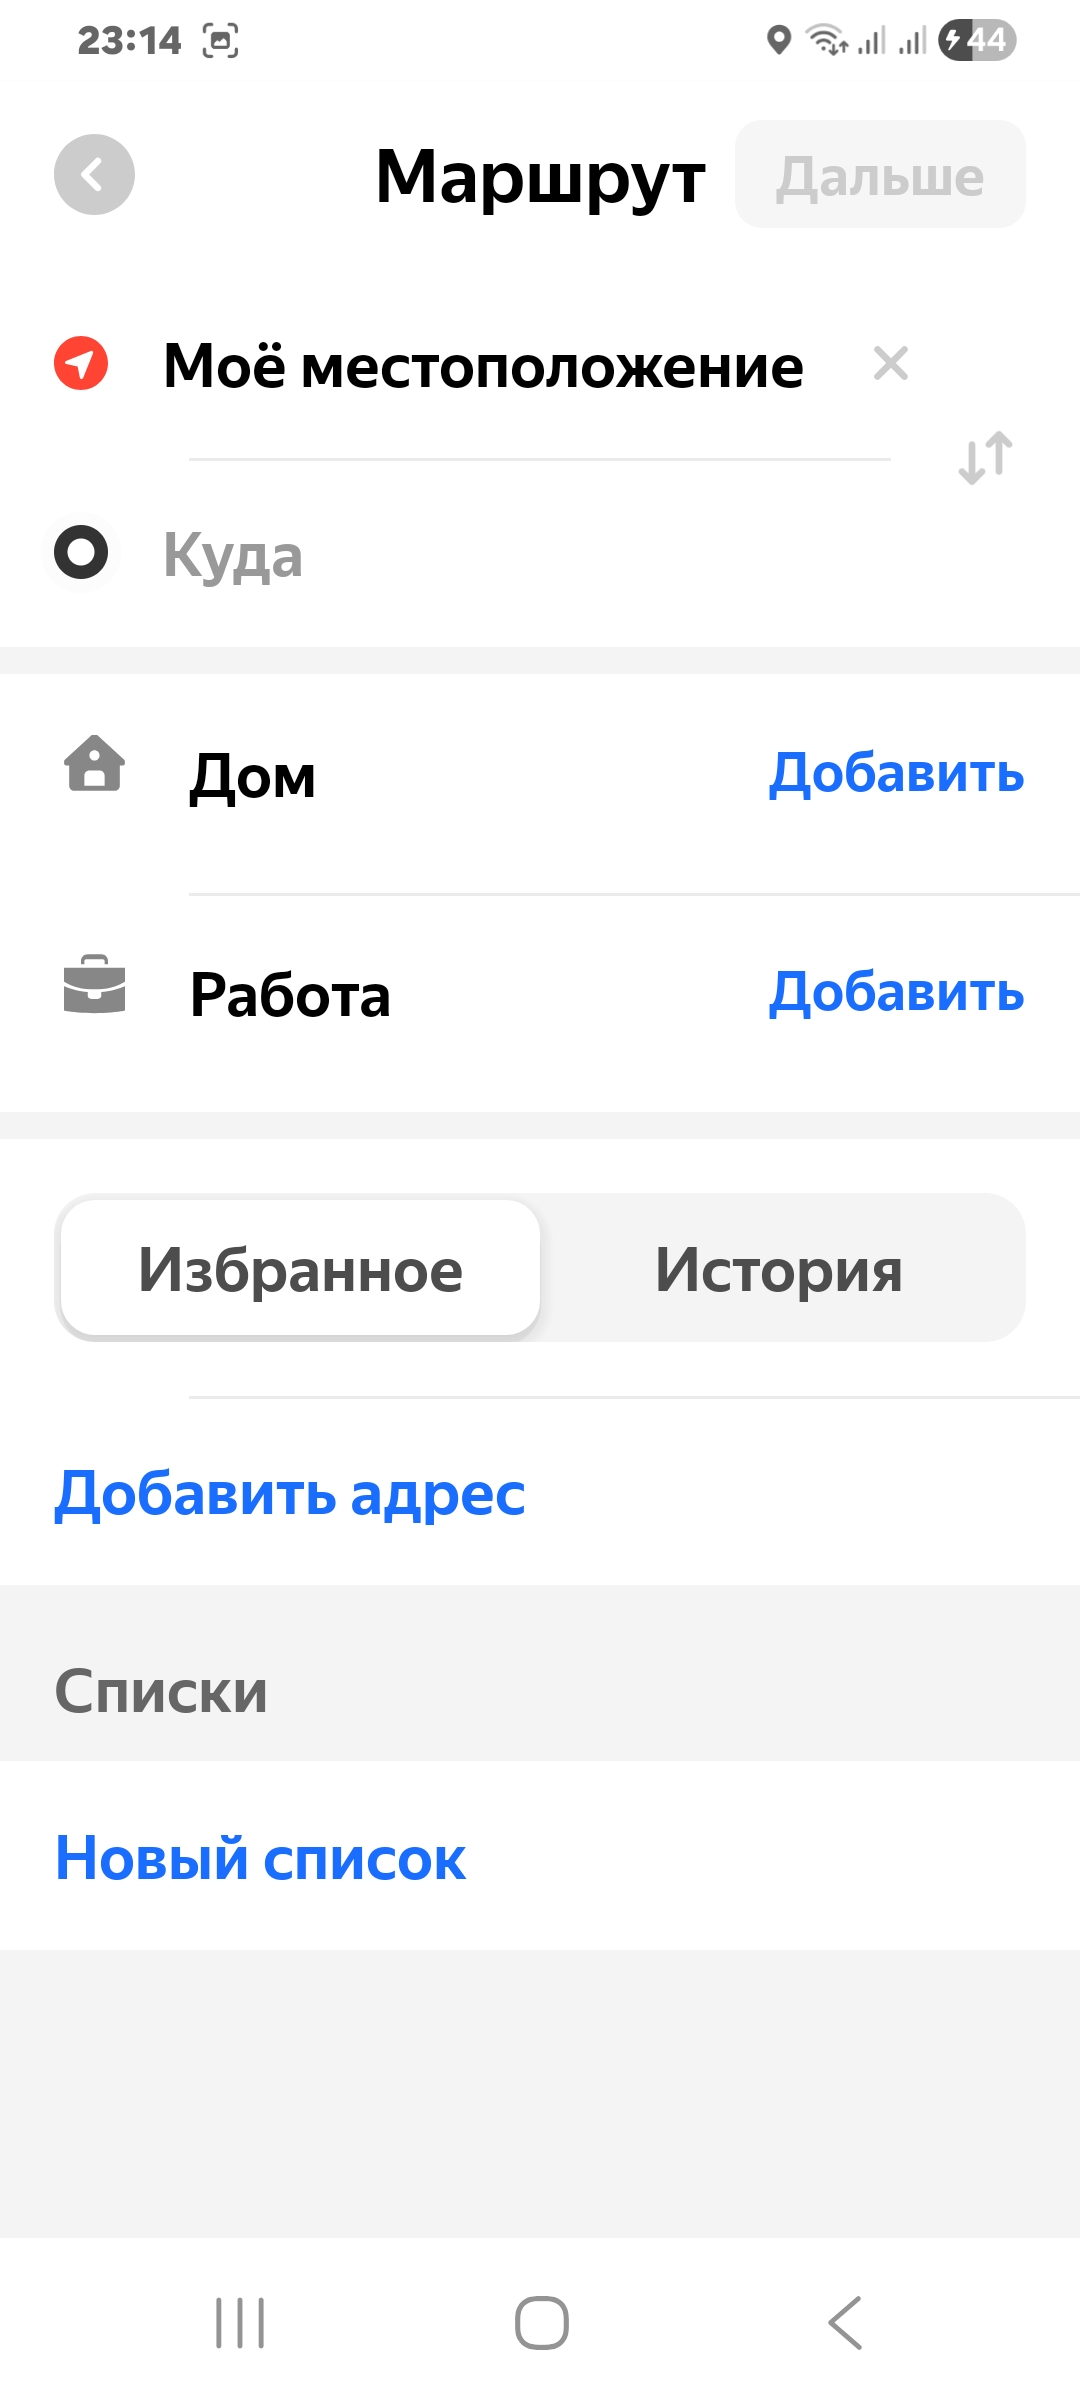 23:14
44
Маршрут
Дальше
Моё местоположение
Куда
Дом
Добавить
Работа
Добавить
Избранное
История
Добавить адрес
Списки
Новый список